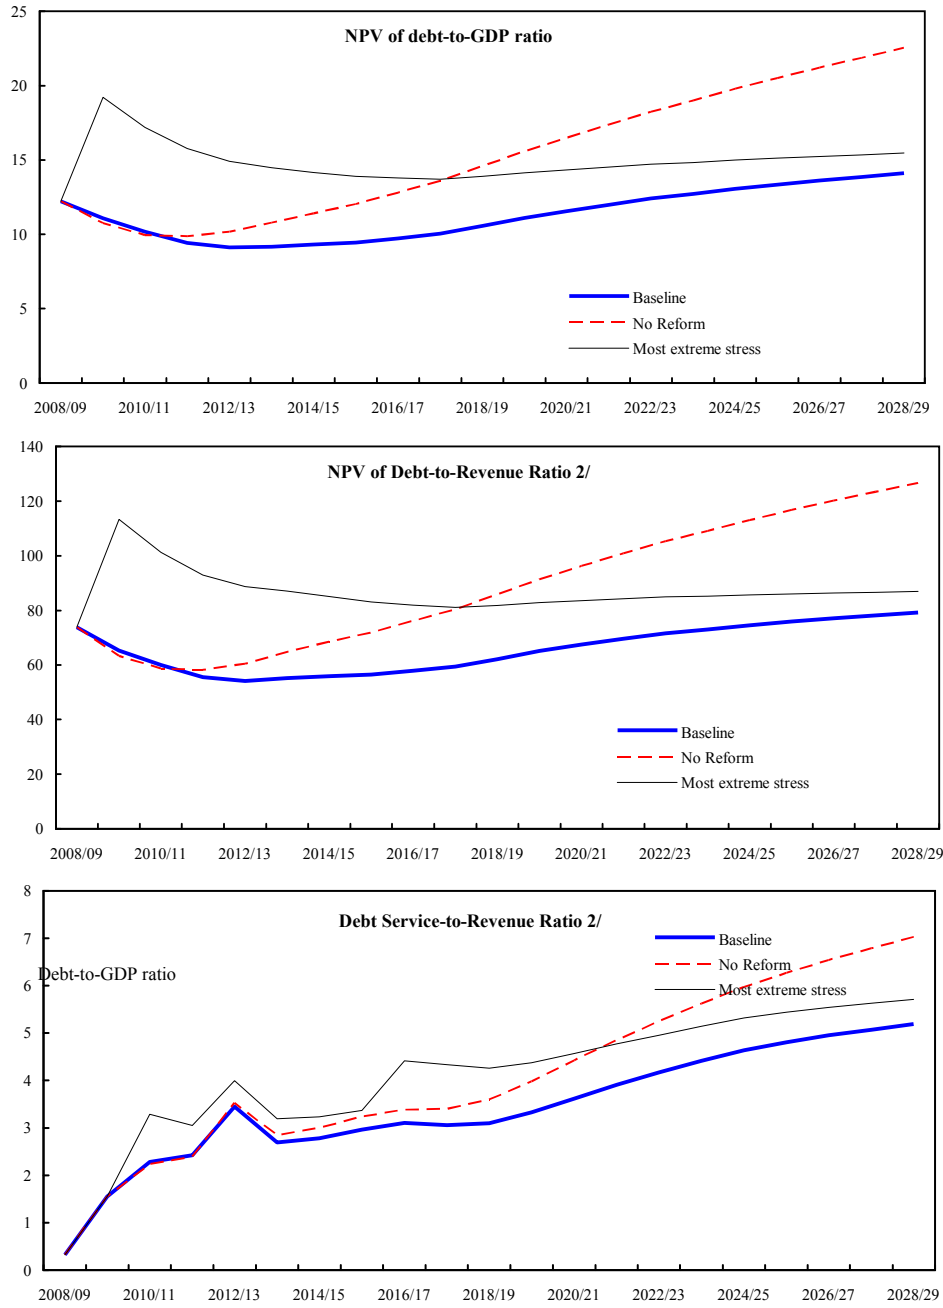 NPV of debt-to-GDP ratio
25
20
15
10
5
0
Baseline
No Reform
Most extreme stress
2008/09 2010/11 2012/13 2014/15 2016/17 2018/19 2020/21 2022/23 2024/25 2026/27 2028/29
NPV of Debt-to-Revenue Ratio 2/
140
120
100
80
60
40
20
0
Baseline
No Reform
Most extreme stress
2008/09 2010/11 2012/13 2014/15 2016/17 2018/19 2020/21 2022/23 2024/25 2026/27 2028/29
Debt Service-to-Revenue Ratio 2/
8
7
6
5
4
3
2
1
0
Debt-to-GDP ratio
Baseline
No Reform
Most extreme stress
2008/09 2010/11 2012/13 2014/15 2016/17 2018/19 2020/21 2022/23 2024/25 2026/27 2028/29